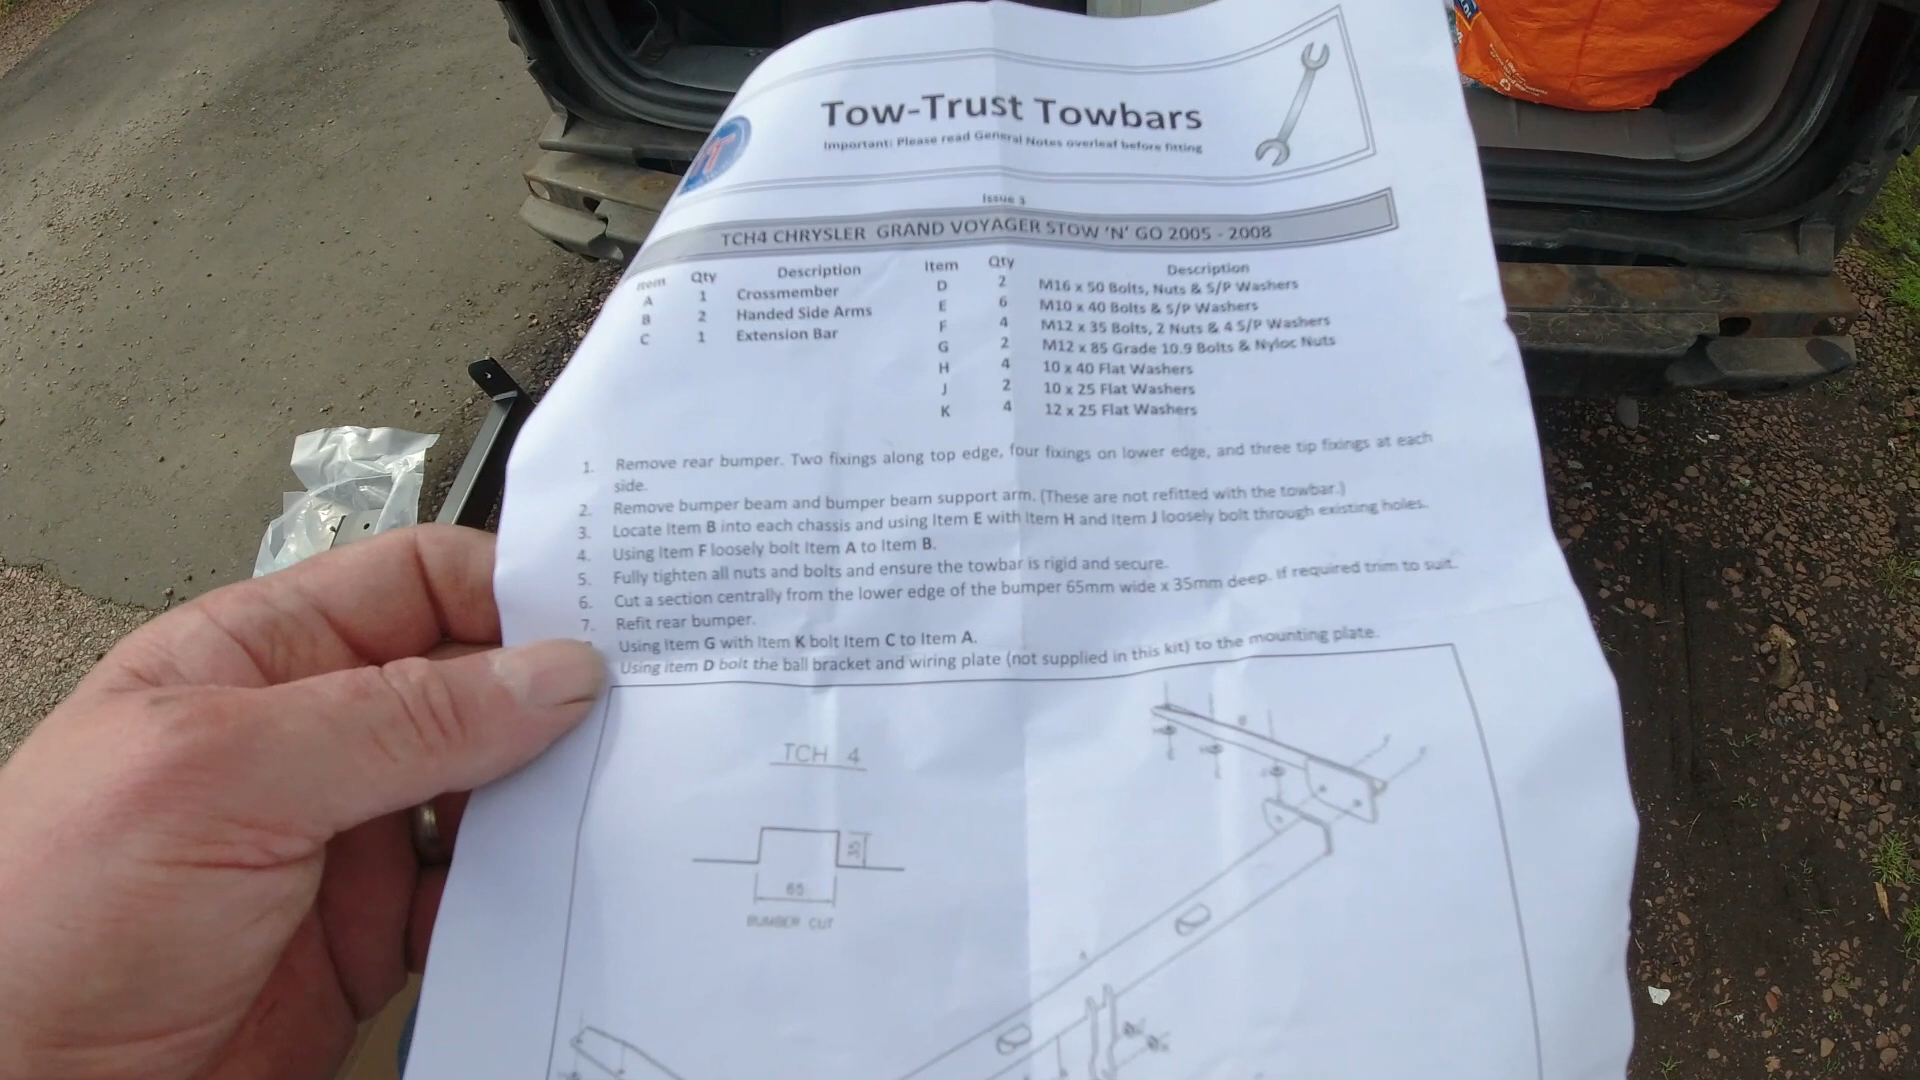 Tow-Trust Towbars
Important: Please read General Notes overleaf before fitting
Issue 3
TCH4 CHRYSLER GRAND VOYAGER STOW 'N' GO 2005 - 2008
Item Qty Description
A 1 Crossmember
B 2 Handed Side Arms
C 1 Extension Bar
Item Qty Description
D 2 M16 x 50 Bolts, Nuts & S/P Washers
E 6 M10 x 40 Bolts & S/P Washers
F 4 M12 x 35 Bolts, 2 Nuts & 4 S/P Washers
G 2 M12 x 85 Grade 10.9 Bolts & Nyloc Nuts
H 4 10 x 40 Flat Washers
J 2 10 x 25 Flat Washers
K 4 12 x 25 Flat Washers
1. Remove rear bumper. Two fixings along top edge, four fixings on lower edge, and three tip fixings at each
side.
2. Remove bumper beam and bumper beam support arm. (These are not refitted with the towbar.)
3. Locate Item B into each chassis and using Item E with Item H and Item J loosely bolt through existing holes.
4. Using Item F loosely bolt Item A to Item B.
5. Fully tighten all nuts and bolts and ensure the towbar is rigid and secure.
6. Cut a section centrally from the lower edge of the bumper 65mm wide x 35mm deep. If required trim to suit.
7. Refit rear bumper.
Using Item G with Item K bolt Item C to Item A.
Using item D bolt the ball bracket and wiring plate (not supplied in this kit) to the mounting plate.
TCH 4
35
65
BUMBER CUT